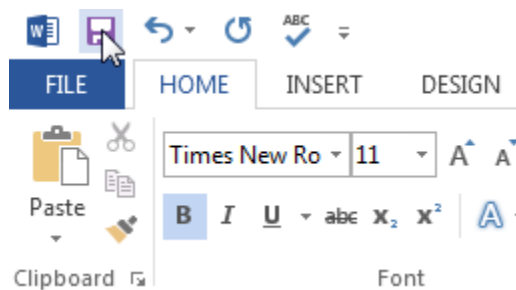 W ABC
FILE HOME INSERT DESIGN
Times New Ro 11 A A
Paste B I U abc X₂ X² A
Clipboard Font